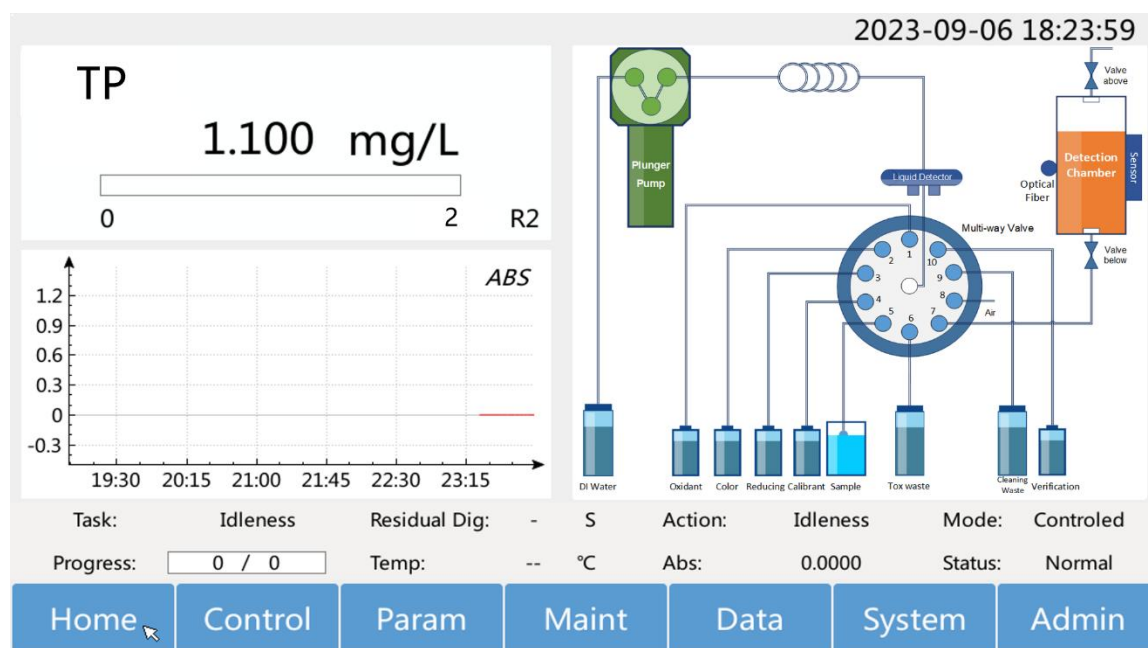 2023-09-06 18:23:59
TP
1.100 mg/L
0 2 R2
ABS
1.2
0.9
0.6
0.3
0
-0.3
19:30 20:15 21:00 21:45 22:30 23:15
Valve
above
Plunger
Pump
Liquid Detector
Detection
Chamber
Sensor
Optical
Fiber
Multi-way Valve
Valve
below
1
2
3
4
5
6
7
8
9
10
Air
DI Water
Oxidant
Color
Reducing
Calibrant
Sample
Tox waste
Cleaning
Waste
Verification
Task: Idleness Residual Dig: - S Action: Idleness Mode: Controled
Progress: 0 / 0 Temp: -- °C Abs: 0.0000 Status: Normal
Home Control Param Maint Data System Admin